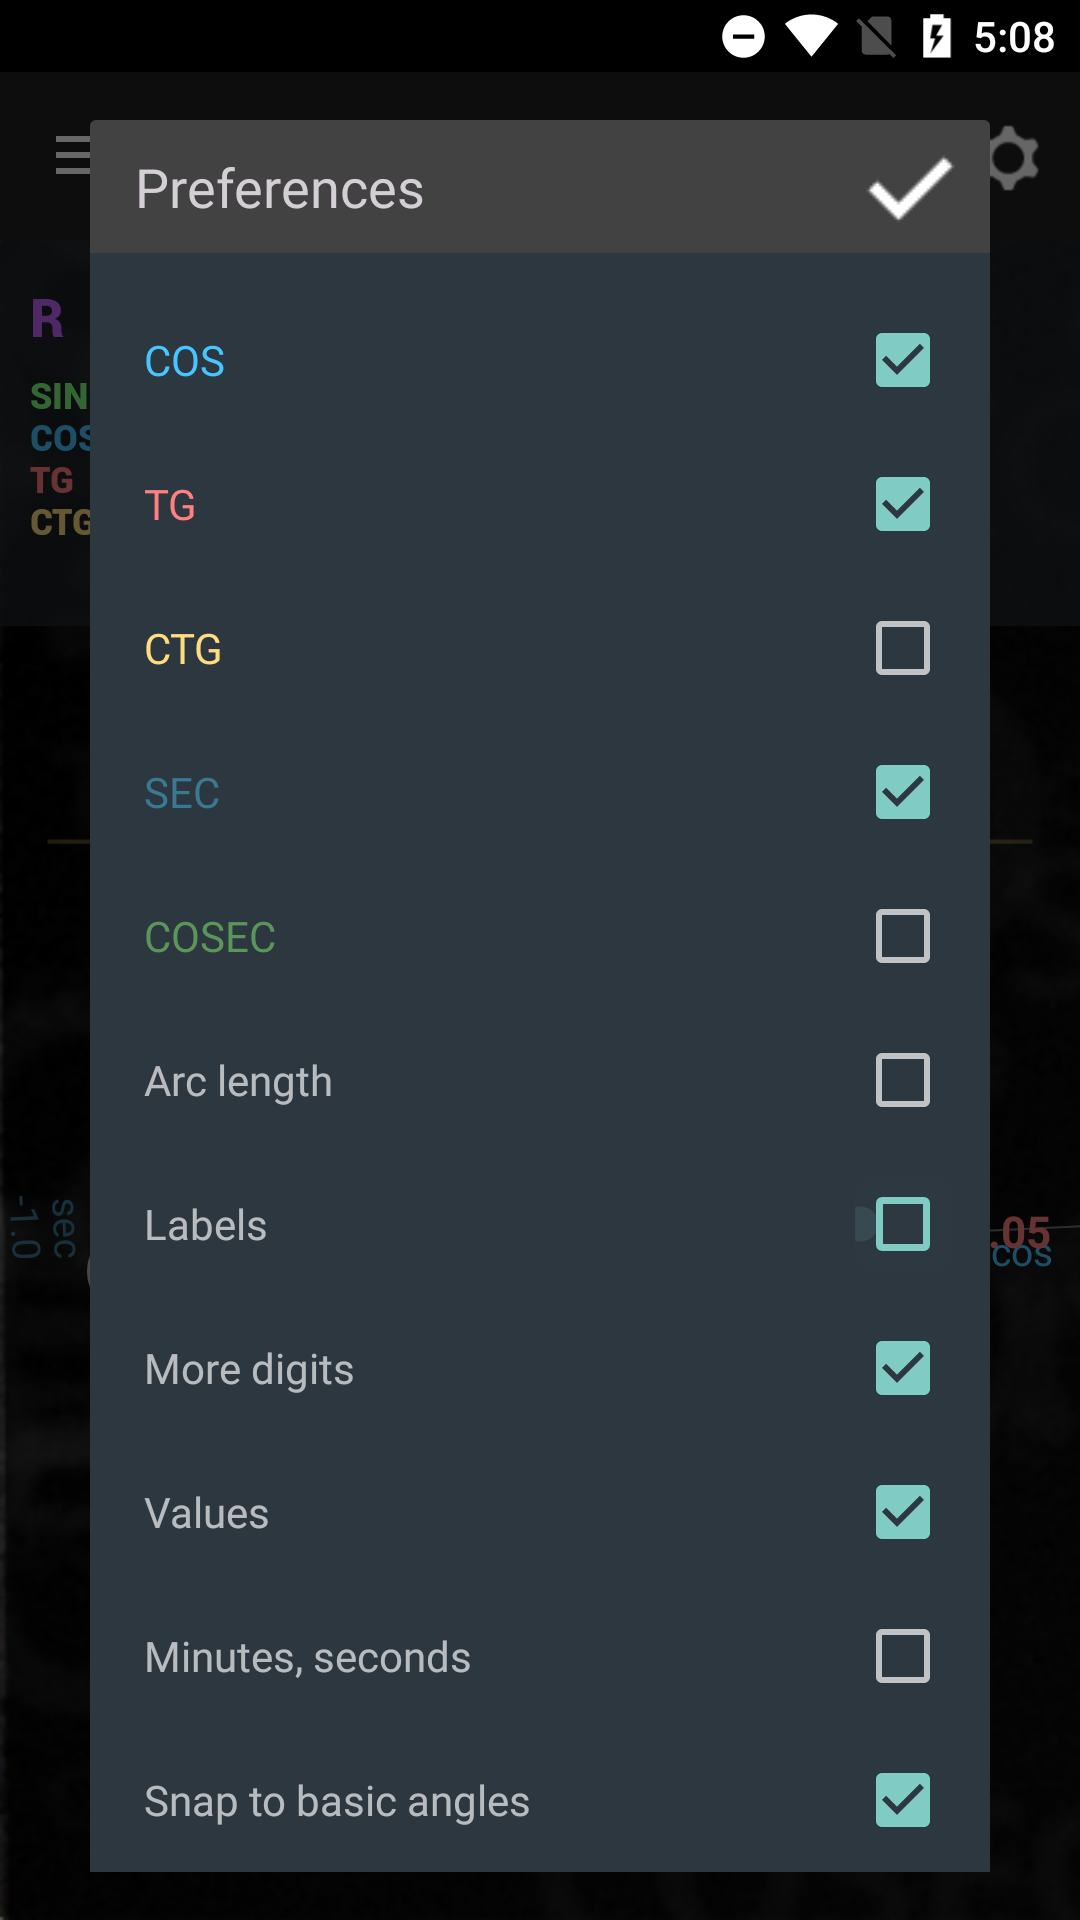 5:08
Preferences
R
SIN
COS
TG
CTG
COS
TG
CTG
SEC
COSEC
Arc length
Labels
More digits
Values
Minutes, seconds
Snap to basic angles
sec
-1.0
.05
cos